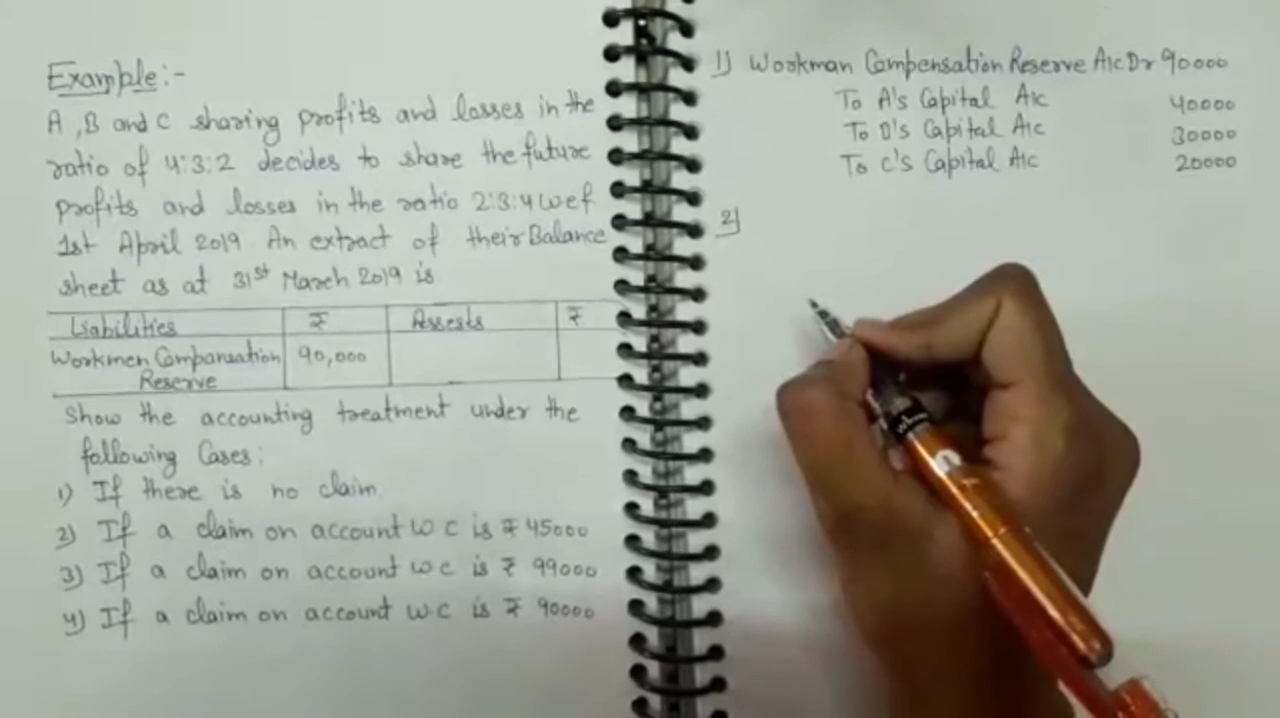 Example:-
A, B and C sharing profits and losses in the
ratio of 4:3:2 decides to share the future
profits and losses in the ratio 2:3:4 wef
1st April 2019 An extract of their Balance
sheet as at 31st March 2019 is
Liabilities ₹ Assests ₹
Workmen Compansation 90,000
Reserve
Show the accounting treatment under the
following Cases:
1) If there is no claim
2) If a claim on account w c is ₹ 45000
3) If a claim on account w c is ₹ 99000
4) If a claim on account w.c is ₹ 90000
1) Workman Compensation Reserve A/c Dr 90000
To A's Capital A/c 40000
To B's Capital A/c 30000
To C's Capital A/c 20000
2)